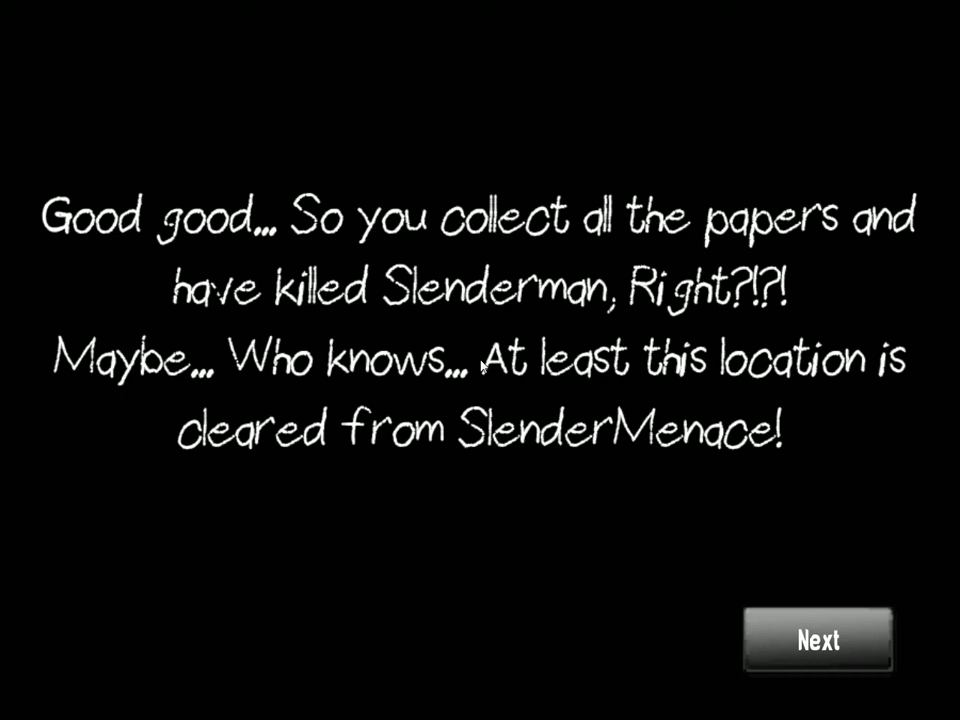 Good good... So you collect all the papers and
have killed Slenderman, Right?!?!
Maybe... Who knows... At least this location is
cleared from SlenderMenace!
Next